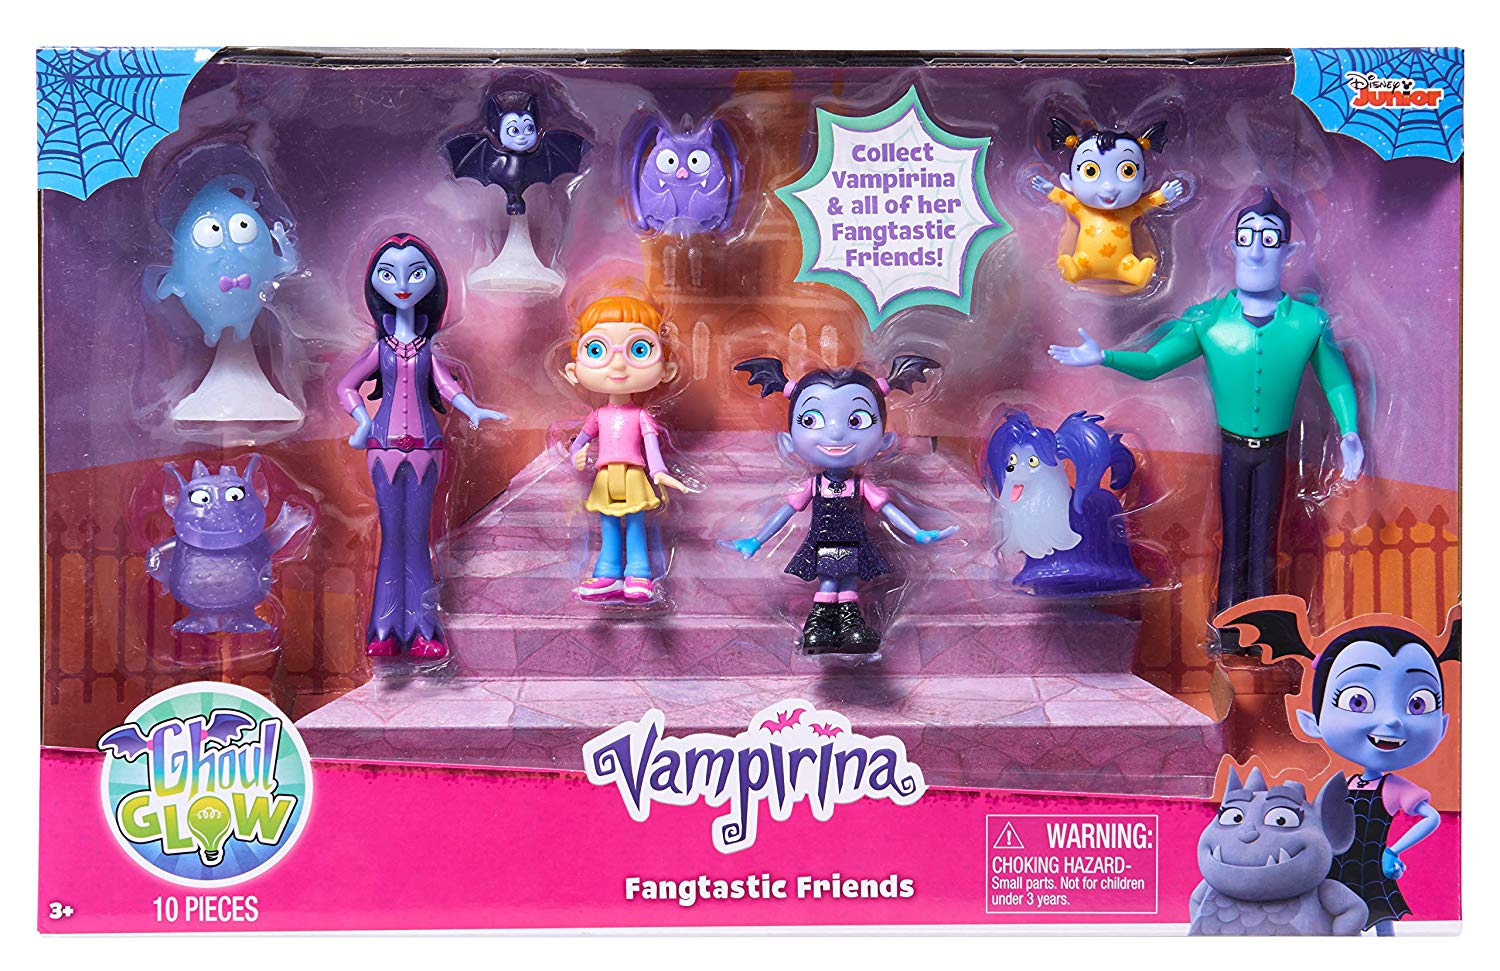 Disney
Junior
Collect
Vampirina
& all of her
Fangtastic
Friends!
Ghoul
GLOW
3+
10 PIECES
Vampirina
Fangtastic Friends
WARNING:
CHOKING HAZARD-
Small parts. Not for children
under 3 years.